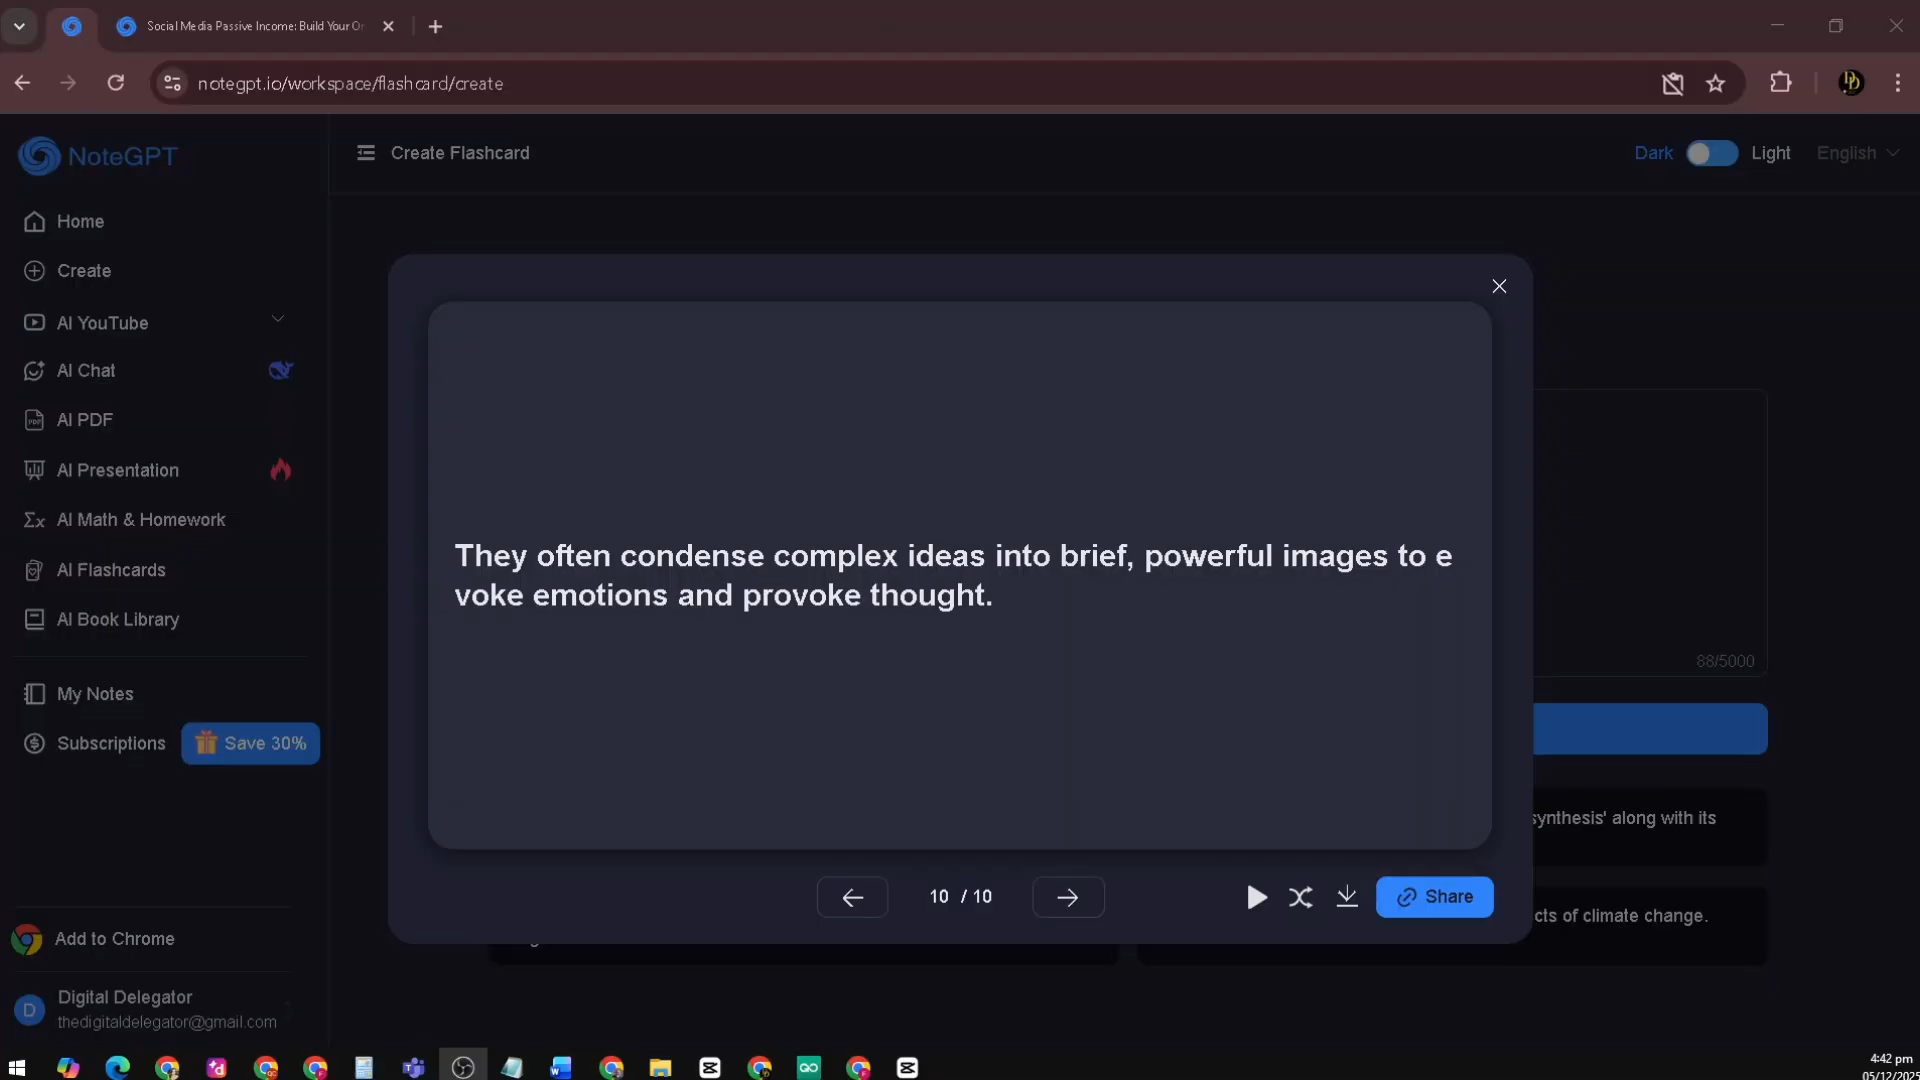 Social Media Passive Income: Build Your On
notegpt.io/workspace/flashcard/create
NoteGPT
Create Flashcard
Dark
Light
English
Home
Create
AI YouTube
AI Chat
AI PDF
AI Presentation
AI Math & Homework
AI Flashcards
AI Book Library
My Notes
Subscriptions
Save 30%
Add to Chrome
D
Digital Delegator
thedigitaldelegator@gmail.com
They often condense complex ideas into brief, powerful images to e
voke emotions and provoke thought.
88/5000
synthesis' along with its
cts of climate change.
10 / 10
Share
4:42 pm
05/12/2025